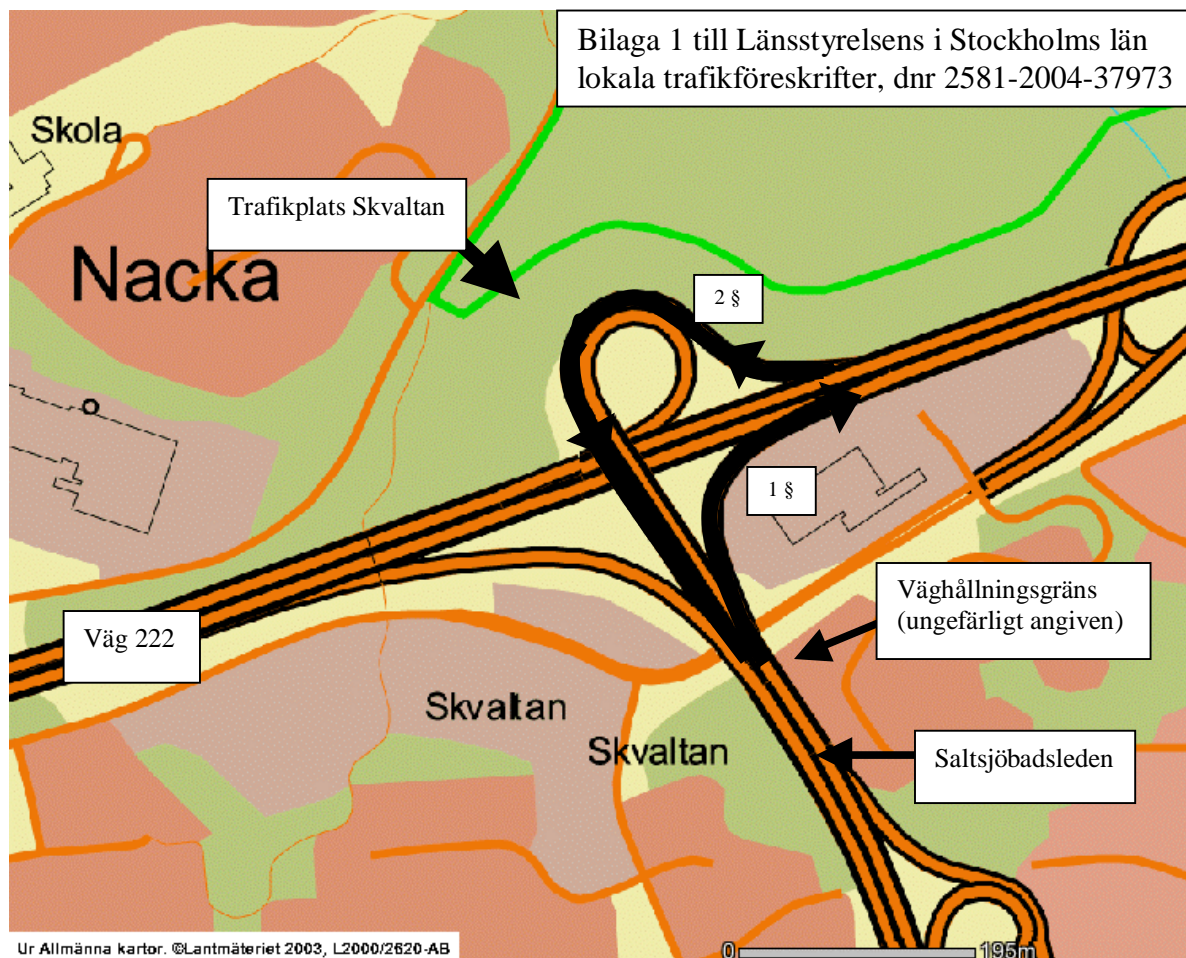 Bilaga 1 till Länsstyrelsens i Stockholms län
lokala trafikföreskrifter, dnr 2581-2004-37973
Skola
Trafikplats Skvaltan
Nacka
2 §
1 §
Väghållningsgräns
(ungefärligt angiven)
Väg 222
Skvaltan
Skvaltan
Saltsjöbadsleden
Ur Allmänna kartor. ©Lantmäteriet 2003, L2000/2620-AB
0 195m